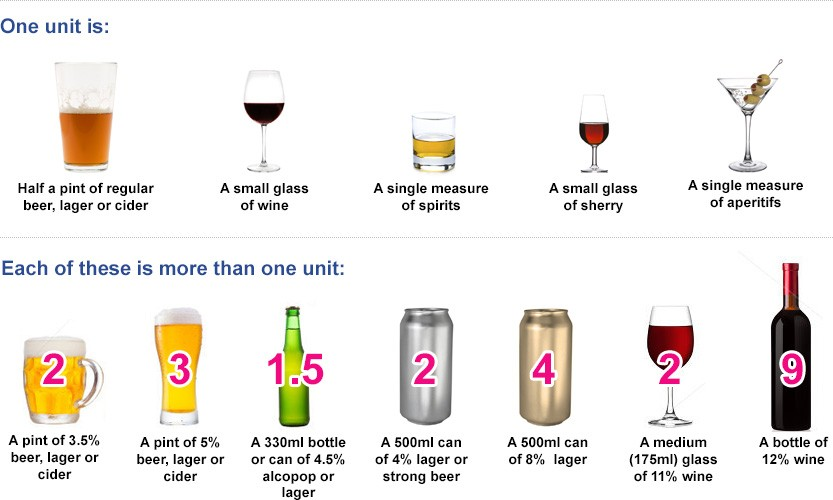 One unit is:
Half a pint of regular
beer, lager or cider
A small glass
of wine
A single measure
of spirits
A small glass
of sherry
A single measure
of aperitifs
Each of these is more than one unit:
2
3
1.5
2
4
2
9
A pint of 3.5%
beer, lager or
cider
A pint of 5%
beer, lager or
cider
A 330ml bottle
or can of 4.5%
alcopop or
lager
A 500ml can
of 4% lager or
strong beer
A 500ml can
of 8% lager
A medium
(175ml) glass
of 11% wine
A bottle of
12% wine